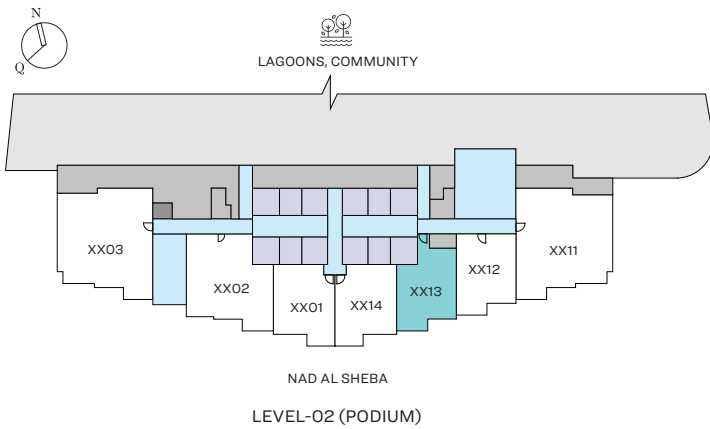 N
Q
LAGOONS, COMMUNITY
XX03
XX02
XX01
XX14
XX13
XX12
XX11
NAD AL SHEBA
LEVEL-02 (PODIUM)